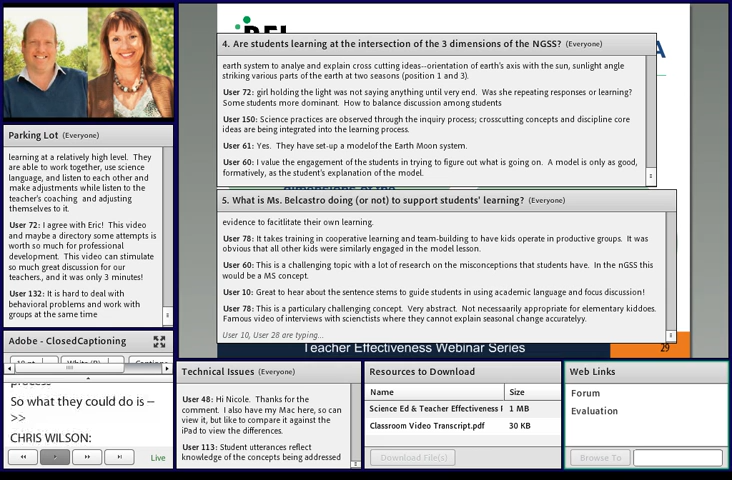 4. Are students learning at the intersection of the 3 dimensions of the NGSS? (Everyone)
earth system to analye and explain cross cutting ideas--orientation of earth's axis with the sun, sunlight angle
striking various parts of the earth at two seasons (position 1 and 3).
User 72: girl holding the light was not saying anything until very end. Was she repeating responses or learning?
Some students more dominant. How to balance discussion among students
User 150: Science practices are observed through the inquiry process; crosscutting concepts and discipline core
ideas are being integrated into the learning process.
User 61: Yes. They have set-up a modelof the Earth Moon system.
User 60: I value the engagement of the students in trying to figure out what is going on. A model is only as good,
formatively, as the student's explanation of the model.
Parking Lot (Everyone)
learning at a relatively high level. They
are able to work together, use science
language, and listen to each other and
make adjustments while listen to the
teacher's coaching and adjusting
themselves to it.
User 72: I agree with Eric! This video
and maybe a directory some attempts is
worth so much for professional
development. This video can stimulate
so much great discussion for our
teachers., and it was only 3 minutes!
User 132: It is hard to deal with
behavioral problems and work with
groups at the same time
5. What is Ms. Belcastro doing (or not) to support students' learning? (Everyone)
evidence to facitlitate their own learning.
User 78: It takes training in cooperative learning and team-building to have kids operate in productive groups. It was
obvious that all other kids were similarly engaged in the model lesson.
User 60: This is a challenging topic with a lot of research on the misconceptions that students have. In the nGSS this
would be a MS concept.
User 10: Great to hear about the sentence stems to guide students in using academic language and focus discussion!
User 78: This is a particulary challenging concept. Very abstract. Not necessaarily appropriate for elementary kiddoes.
Famous video of interviews with scienctists where they cannot explain seasonal change accurately.
User 10, User 28 are typing...
Teacher Effectiveness Webinar Series
29
Adobe - ClosedCaptioning
process
So what they could do is --
>>
CHRIS WILSON:
Live
Technical Issues (Everyone)
User 48: Hi Nicole. Thanks for the
comment. I also have my Mac here, so can
view it, but like to compare it against the
iPad to view the differences.
User 113: Student utterances reflect
knowledge of the concepts being addressed
Resources to Download
Name Size
Science Ed & Teacher Effectiveness 1 MB
Classroom Video Transcript.pdf 30 KB
Download File(s)
Web Links
Forum
Evaluation
Browse To